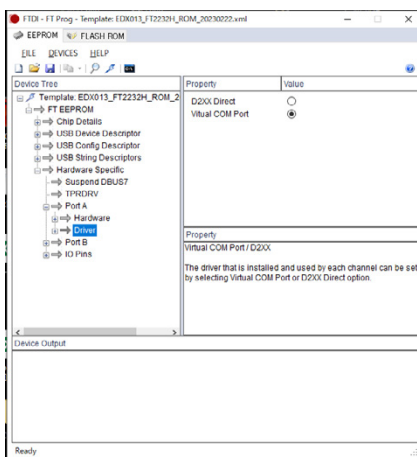 FTDI - FT Prog - Template: EDX013_FT2232H_ROM_20230222.xml
EEPROM FLASH ROM
FILE DEVICES HELP
Device Tree
Property Value
Template: EDX013_FT2232H_ROM_2
FT EEPROM
Chip Details
USB Device Descriptor
USB Config Descriptor
USB String Descriptors
Hardware Specific
Suspend DBUS7
TPRDRV
Port A
Hardware
Driver
Port B
IO Pins
D2XX Direct
Vitual COM Port
Property
Virtual COM Port / D2XX
The driver that is installed and used by each channel can be set
by selecting Virtual COM Port or D2XX Direct option.
Device Output
Ready